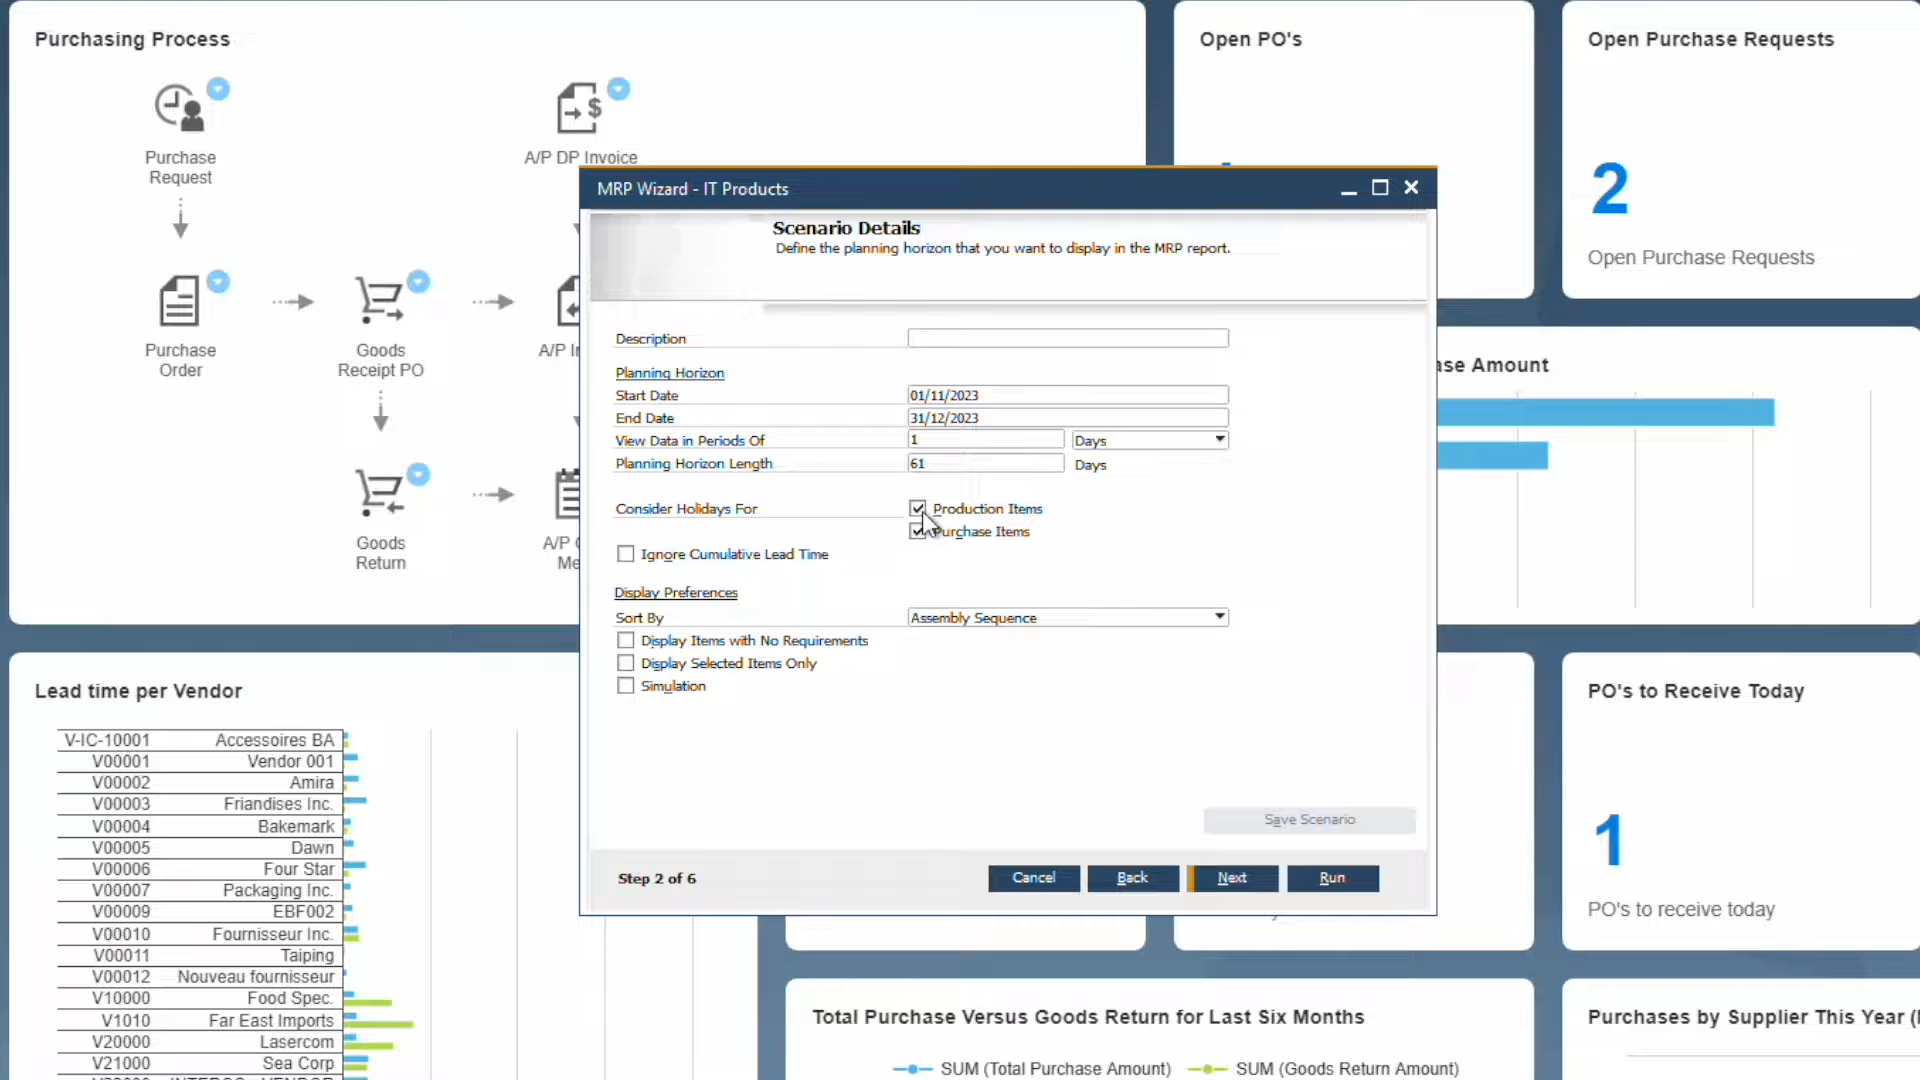 Purchasing Process
Purchase
Request
A/P DP Invoice
Purchase
Order
Goods
Receipt PO
Goods
Return
Open PO's
Open Purchase Requests
2
Open Purchase Requests
MRP Wizard - IT Products
Scenario Details
Define the planning horizon that you want to display in the MRP report.
Description
Planning Horizon
Start Date 01/11/2023
End Date 31/12/2023
View Data in Periods Of 1 Days
Planning Horizon Length 61 Days
Consider Holidays For Production Items
Purchase Items
Ignore Cumulative Lead Time
Display Preferences
Sort By Assembly Sequence
Display Items with No Requirements
Display Selected Items Only
Simulation
Save Scenario
Step 2 of 6 Cancel Back Next Run
Amount
Lead time per Vendor
V-IC-10001 Accessoires BA
V00001 Vendor 001
V00002 Amira
V00003 Friandises Inc.
V00004 Bakemark
V00005 Dawn
V00006 Four Star
V00007 Packaging Inc.
V00009 EBF002
V00010 Fournisseur Inc.
V00011 Taiping
V00012 Nouveau fournisseur
V10000 Food Spec.
V1010 Far East Imports
V20000 Lasercom
V21000 Sea Corp
PO's to Receive Today
1
PO's to receive today
Total Purchase Versus Goods Return for Last Six Months
SUM (Total Purchase Amount) SUM (Goods Return Amount)
Purchases by Supplier This Year